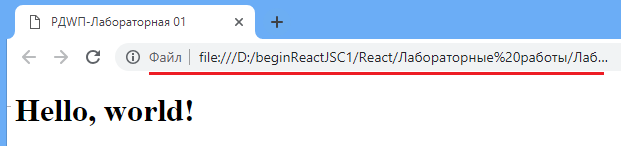 РДWП-Лабораторная 01
Файл file:///D:/beginReactJSC1/React/Лабораторные%20работы/Лаб...
Hello, world!